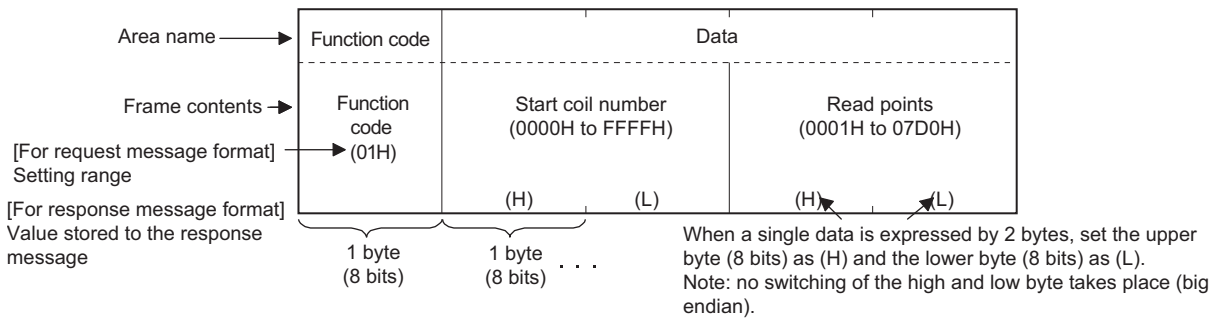 Area name
Function code
Data
Frame contents
Function
code
(01H)
Start coil number
(0000H to FFFFH)
Read points
(0001H to 07D0H)
[For request message format]
Setting range
(H)
(L)
(H)
(L)
[For response message format]
Value stored to the response
message
1 byte
(8 bits)
1 byte
(8 bits)
. . .
When a single data is expressed by 2 bytes, set the upper
byte (8 bits) as (H) and the lower byte (8 bits) as (L).
Note: no switching of the high and low byte takes place (big
endian).